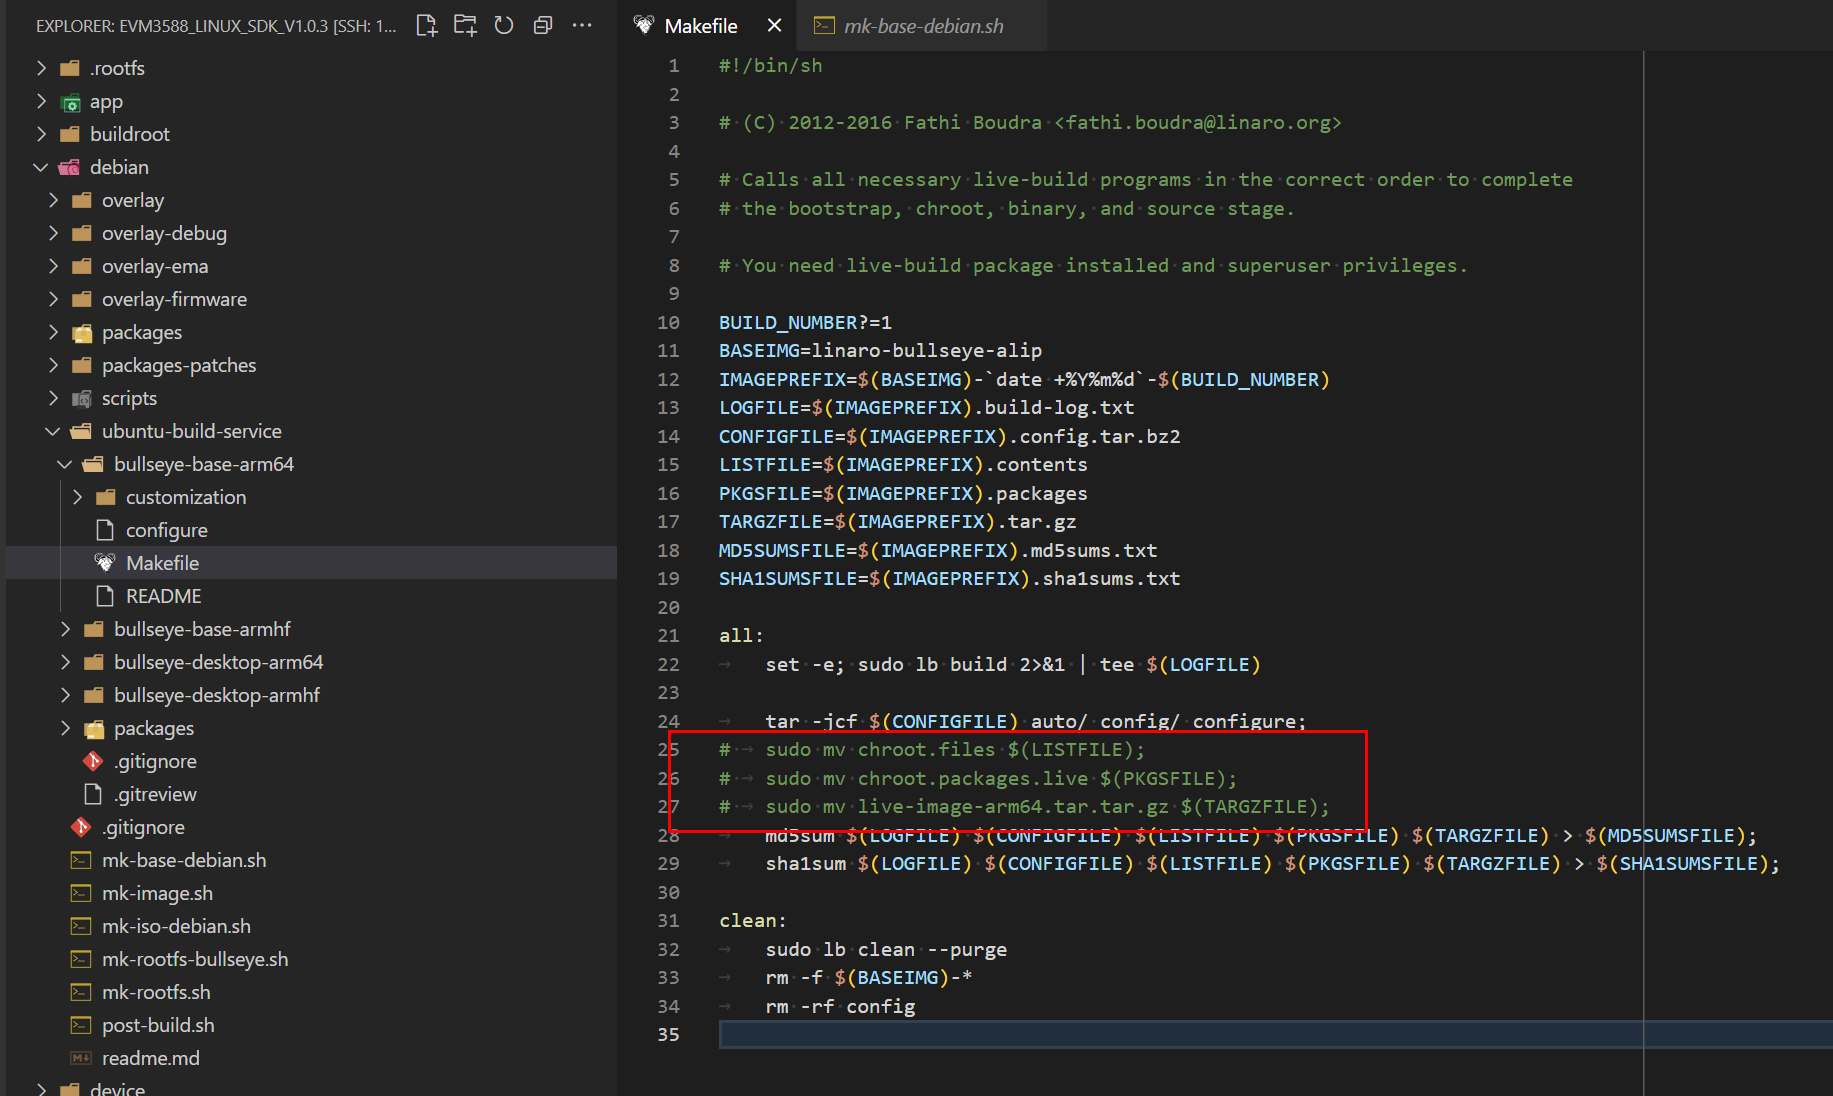 EXPLORER: EVM3588_LINUX_SDK_V1.0.3 [SSH: 1...
.rootfs
app
buildroot
debian
overlay
overlay-debug
overlay-ema
overlay-firmware
packages
packages-patches
scripts
ubuntu-build-service
bullseye-base-arm64
customization
configure
Makefile
README
bullseye-base-armhf
bullseye-desktop-arm64
bullseye-desktop-armhf
packages
.gitignore
.gitreview
.gitignore
mk-base-debian.sh
mk-image.sh
mk-iso-debian.sh
mk-rootfs-bullseye.sh
mk-rootfs.sh
post-build.sh
readme.md
device
Makefile
mk-base-debian.sh
1 #!/bin/sh
2
3 # (C) 2012-2016 Fathi Boudra <fathi.boudra@linaro.org>
4
5 # Calls all necessary live-build programs in the correct order to complete
6 # the bootstrap, chroot, binary, and source stage.
7
8 # You need live-build package installed and superuser privileges.
9
10 BUILD_NUMBER?=1
11 BASEIMG=linaro-bullseye-alip
12 IMAGEPREFIX=$(BASEIMG)-`date +%Y%m%d`-$(BUILD_NUMBER)
13 LOGFILE=$(IMAGEPREFIX).build-log.txt
14 CONFIGFILE=$(IMAGEPREFIX).config.tar.bz2
15 LISTFILE=$(IMAGEPREFIX).contents
16 PKGSFILE=$(IMAGEPREFIX).packages
17 TARGZFILE=$(IMAGEPREFIX).tar.gz
18 MD5SUMSFILE=$(IMAGEPREFIX).md5sums.txt
19 SHA1SUMSFILE=$(IMAGEPREFIX).sha1sums.txt
20
21 all:
22 set -e; sudo lb build 2>&1 | tee $(LOGFILE)
23
24 tar -jcf $(CONFIGFILE) auto/ config/ configure;
25 # sudo mv chroot.files $(LISTFILE);
26 # sudo mv chroot.packages.live $(PKGSFILE);
27 # sudo mv live-image-arm64.tar.tar.gz $(TARGZFILE);
28 md5sum $(LOGFILE) $(CONFIGFILE) $(LISTFILE) $(PKGSFILE) $(TARGZFILE) > $(MD5SUMSFILE);
29 sha1sum $(LOGFILE) $(CONFIGFILE) $(LISTFILE) $(PKGSFILE) $(TARGZFILE) > $(SHA1SUMSFILE);
30
31 clean:
32 sudo lb clean --purge
33 rm -f $(BASEIMG)-*
34 rm -rf config
35